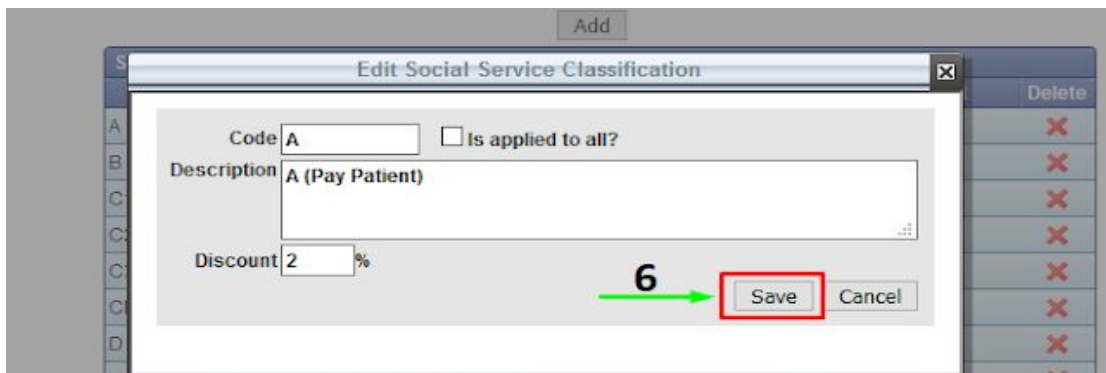 Add
S
Edit Social Service Classification
Delete
A
B
C
C
C
C
D
Code A Is applied to all?
Description A (Pay Patient)
Discount 2 %
6
Save Cancel